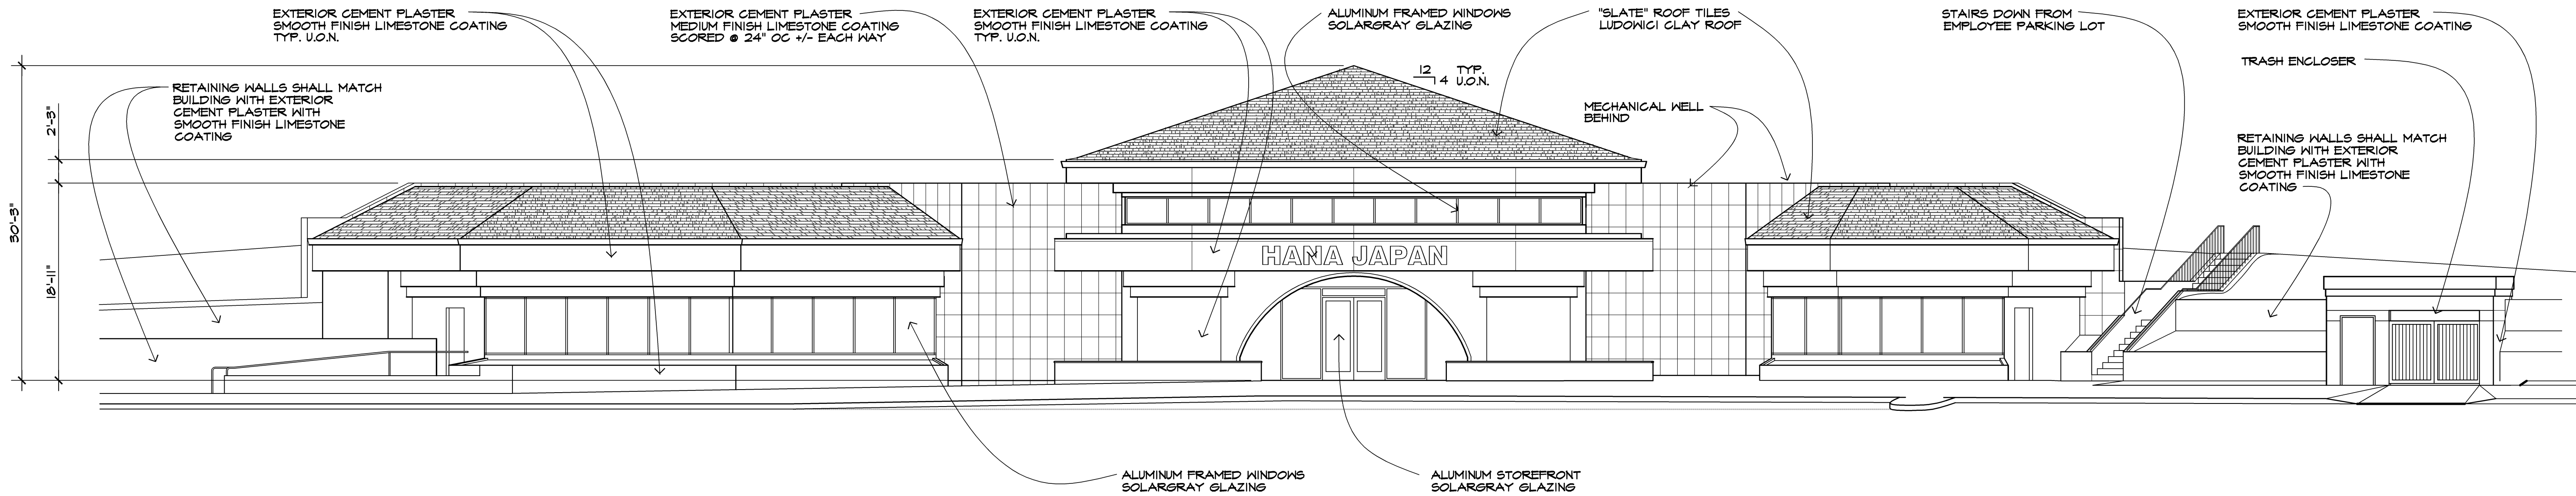 EXTERIOR CEMENT PLASTER
SMOOTH FINISH LIMESTONE COATING
TYP. U.O.N.
EXTERIOR CEMENT PLASTER
MEDIUM FINISH LIMESTONE COATING
SCORED @ 24" OC +/- EACH WAY
EXTERIOR CEMENT PLASTER
SMOOTH FINISH LIMESTONE COATING
TYP. U.O.N.
ALUMINUM FRAMED WINDOWS
SOLARGRAY GLAZING
"SLATE" ROOF TILES
LUDOWICI CLAY ROOF
STAIRS DOWN FROM
EMPLOYEE PARKING LOT
EXTERIOR CEMENT PLASTER
SMOOTH FINISH LIMESTONE COATING
TRASH ENCLOSER
12
4
TYP.
U.O.N.
RETAINING WALLS SHALL MATCH
BUILDING WITH EXTERIOR
CEMENT PLASTER WITH
SMOOTH FINISH LIMESTONE
COATING
MECHANICAL WELL
BEHIND
RETAINING WALLS SHALL MATCH
BUILDING WITH EXTERIOR
CEMENT PLASTER WITH
SMOOTH FINISH LIMESTONE
COATING
2'-3"
30'-3"
18'-11"
HANA JAPAN
ALUMINUM FRAMED WINDOWS
SOLARGRAY GLAZING
ALUMINUM STOREFRONT
SOLARGRAY GLAZING